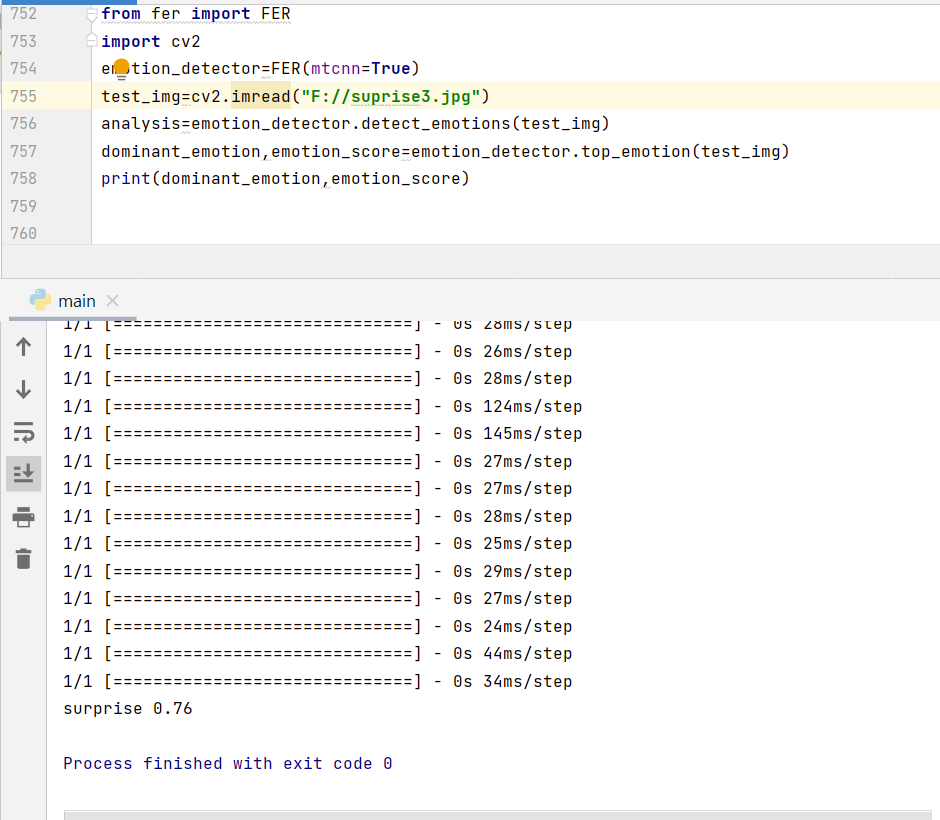 752 from fer import FER
753 import cv2
754 emotion_detector=FER(mtcnn=True)
755 test_img=cv2.imread("F://suprise3.jpg")
756 analysis=emotion_detector.detect_emotions(test_img)
757 dominant_emotion,emotion_score=emotion_detector.top_emotion(test_img)
758 print(dominant_emotion,emotion_score)
759
760
main
1/1 [==============================] - 0s 28ms/step
1/1 [==============================] - 0s 26ms/step
1/1 [==============================] - 0s 28ms/step
1/1 [==============================] - 0s 124ms/step
1/1 [==============================] - 0s 145ms/step
1/1 [==============================] - 0s 27ms/step
1/1 [==============================] - 0s 27ms/step
1/1 [==============================] - 0s 28ms/step
1/1 [==============================] - 0s 25ms/step
1/1 [==============================] - 0s 29ms/step
1/1 [==============================] - 0s 27ms/step
1/1 [==============================] - 0s 24ms/step
1/1 [==============================] - 0s 44ms/step
1/1 [==============================] - 0s 34ms/step
surprise 0.76
Process finished with exit code 0